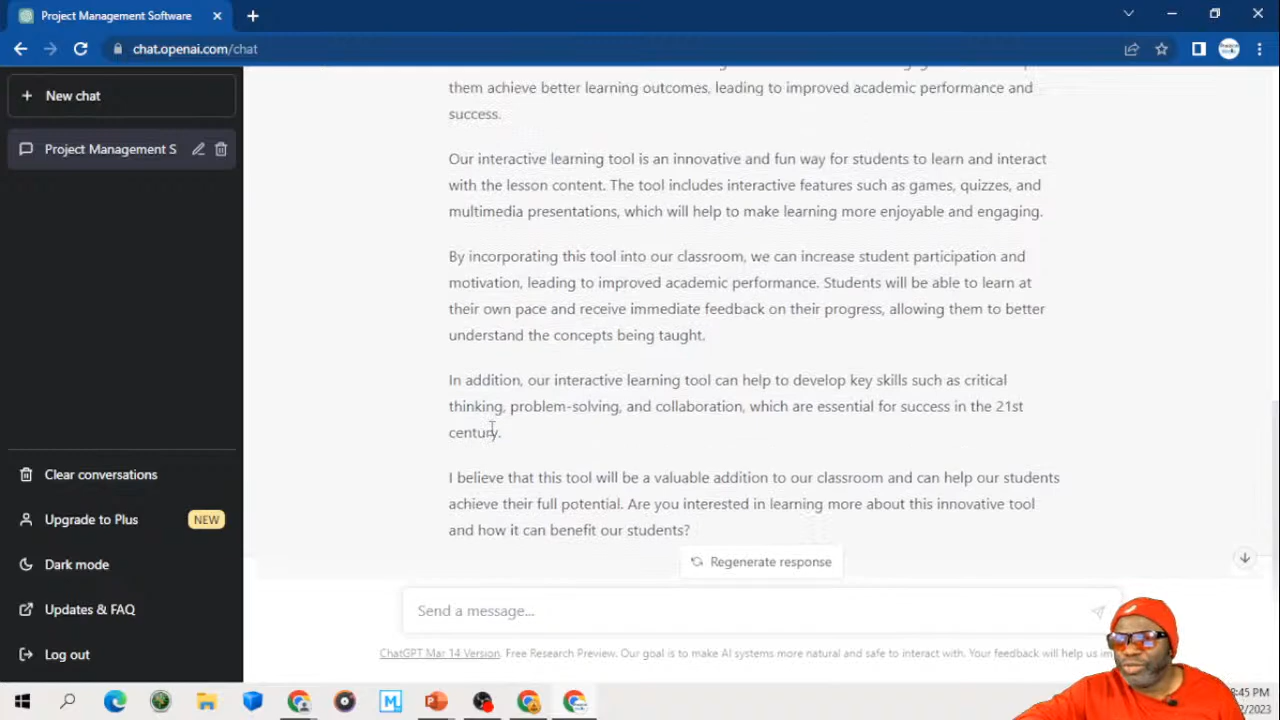 Project Management Software
chat.openai.com/chat
New chat
Project Management S
them achieve better learning outcomes, leading to improved academic performance and
success.
Our interactive learning tool is an innovative and fun way for students to learn and interact
with the lesson content. The tool includes interactive features such as games, quizzes, and
multimedia presentations, which will help to make learning more enjoyable and engaging.
By incorporating this tool into our classroom, we can increase student participation and
motivation, leading to improved academic performance. Students will be able to learn at
their own pace and receive immediate feedback on their progress, allowing them to better
understand the concepts being taught.
In addition, our interactive learning tool can help to develop key skills such as critical
thinking, problem-solving, and collaboration, which are essential for success in the 21st
century.
I believe that this tool will be a valuable addition to our classroom and can help our students
achieve their full potential. Are you interested in learning more about this innovative tool
and how it can benefit our students?
Clear conversations
Upgrade to Plus NEW
Dark mode
Updates & FAQ
Log out
Regenerate response
Send a message...
ChatGPT Mar 14 Version. Free Research Preview. Our goal is to make AI systems more natural and safe to interact with. Your feedback will help us im
:45 PM
/2023